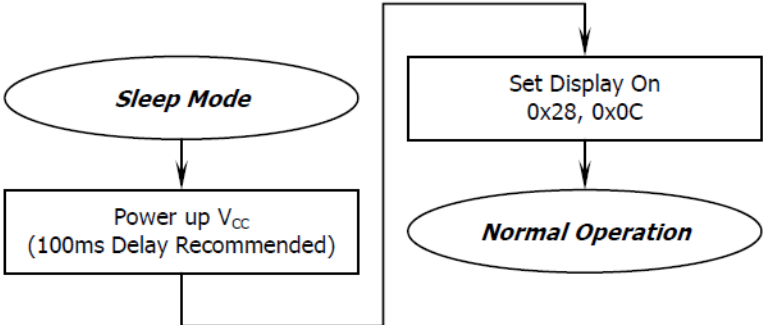 Sleep Mode
Power up VCC
(100ms Delay Recommended)
Set Display On
0x28, 0x0C
Normal Operation